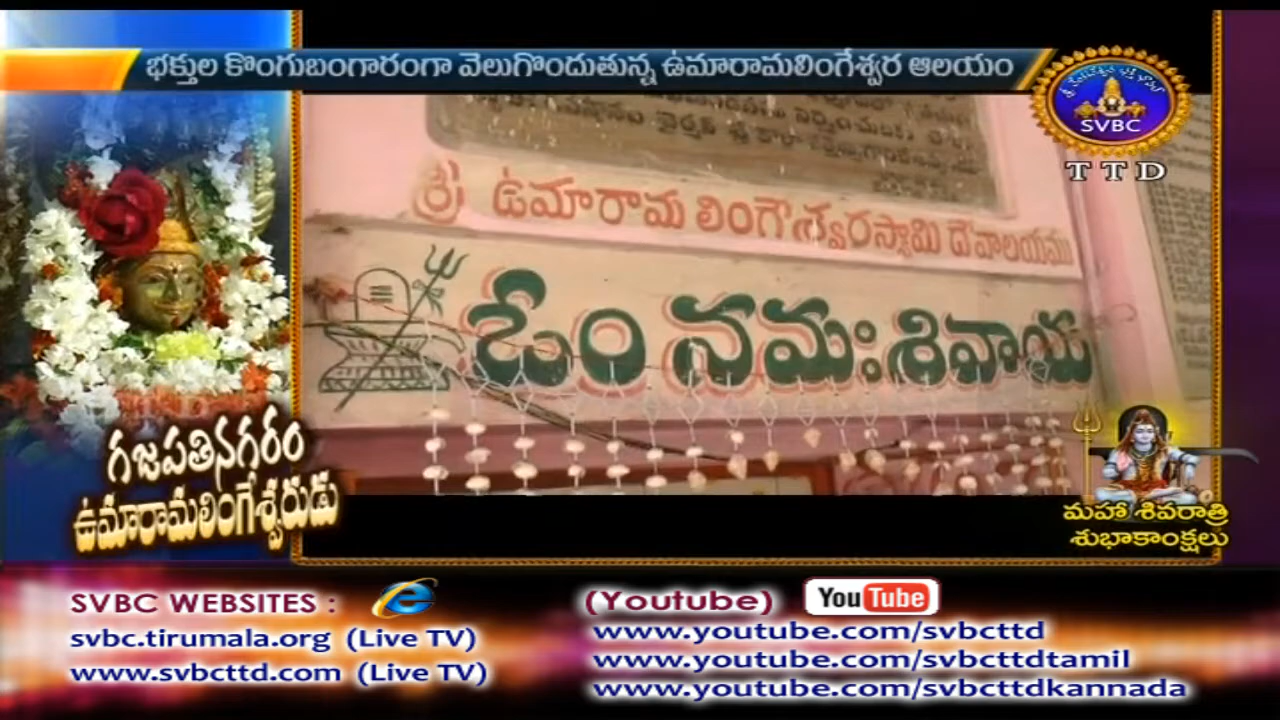 భక్తుల కొంగుబంగారంగా వెలుగొందుతున్న ఉమారామలింగేశ్వర ఆలయం
SVBC
T T D
శ్రీ ఉమారామ లింగేశ్వరస్వామి దేవాలయము
ఓం నమః శివాయ
గజపతినగరం
ఉమారామలింగేశ్వరుడు
మహా శివరాత్రి
శుభాకాంక్షలు
SVBC WEBSITES :
svbc.tirumala.org (Live TV)
www.svbcttd.com (Live TV)
(Youtube) YouTube
www.youtube.com/svbcttd
www.youtube.com/svbcttdtamil
www.youtube.com/svbcttdkannada